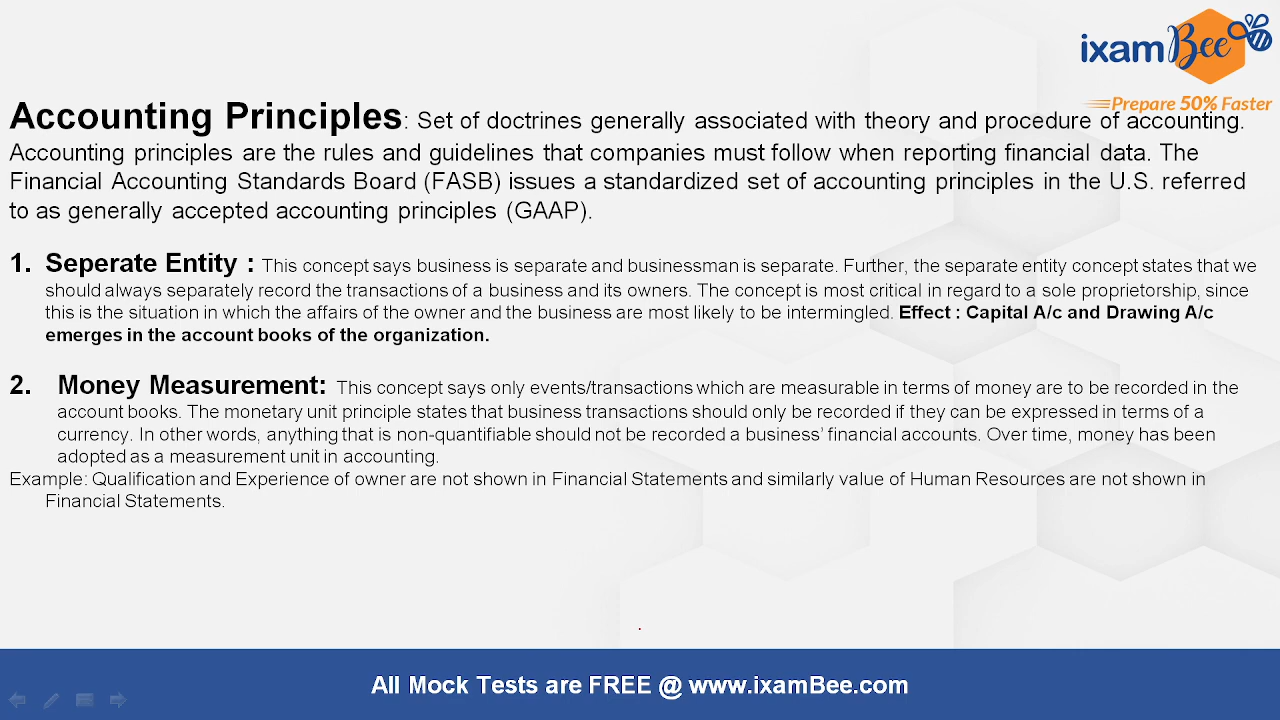 ixamBee
Prepare 50% Faster
Accounting Principles: Set of doctrines generally associated with theory and procedure of accounting.
Accounting principles are the rules and guidelines that companies must follow when reporting financial data. The
Financial Accounting Standards Board (FASB) issues a standardized set of accounting principles in the U.S. referred
to as generally accepted accounting principles (GAAP).
1. Seperate Entity : This concept says business is separate and businessman is separate. Further, the separate entity concept states that we
should always separately record the transactions of a business and its owners. The concept is most critical in regard to a sole proprietorship, since
this is the situation in which the affairs of the owner and the business are most likely to be intermingled. Effect : Capital A/c and Drawing A/c
emerges in the account books of the organization.
2. Money Measurement: This concept says only events/transactions which are measurable in terms of money are to be recorded in the
account books. The monetary unit principle states that business transactions should only be recorded if they can be expressed in terms of a
currency. In other words, anything that is non-quantifiable should not be recorded a business’ financial accounts. Over time, money has been
adopted as a measurement unit in accounting.
Example: Qualification and Experience of owner are not shown in Financial Statements and similarly value of Human Resources are not shown in
Financial Statements.
All Mock Tests are FREE @ www.ixamBee.com